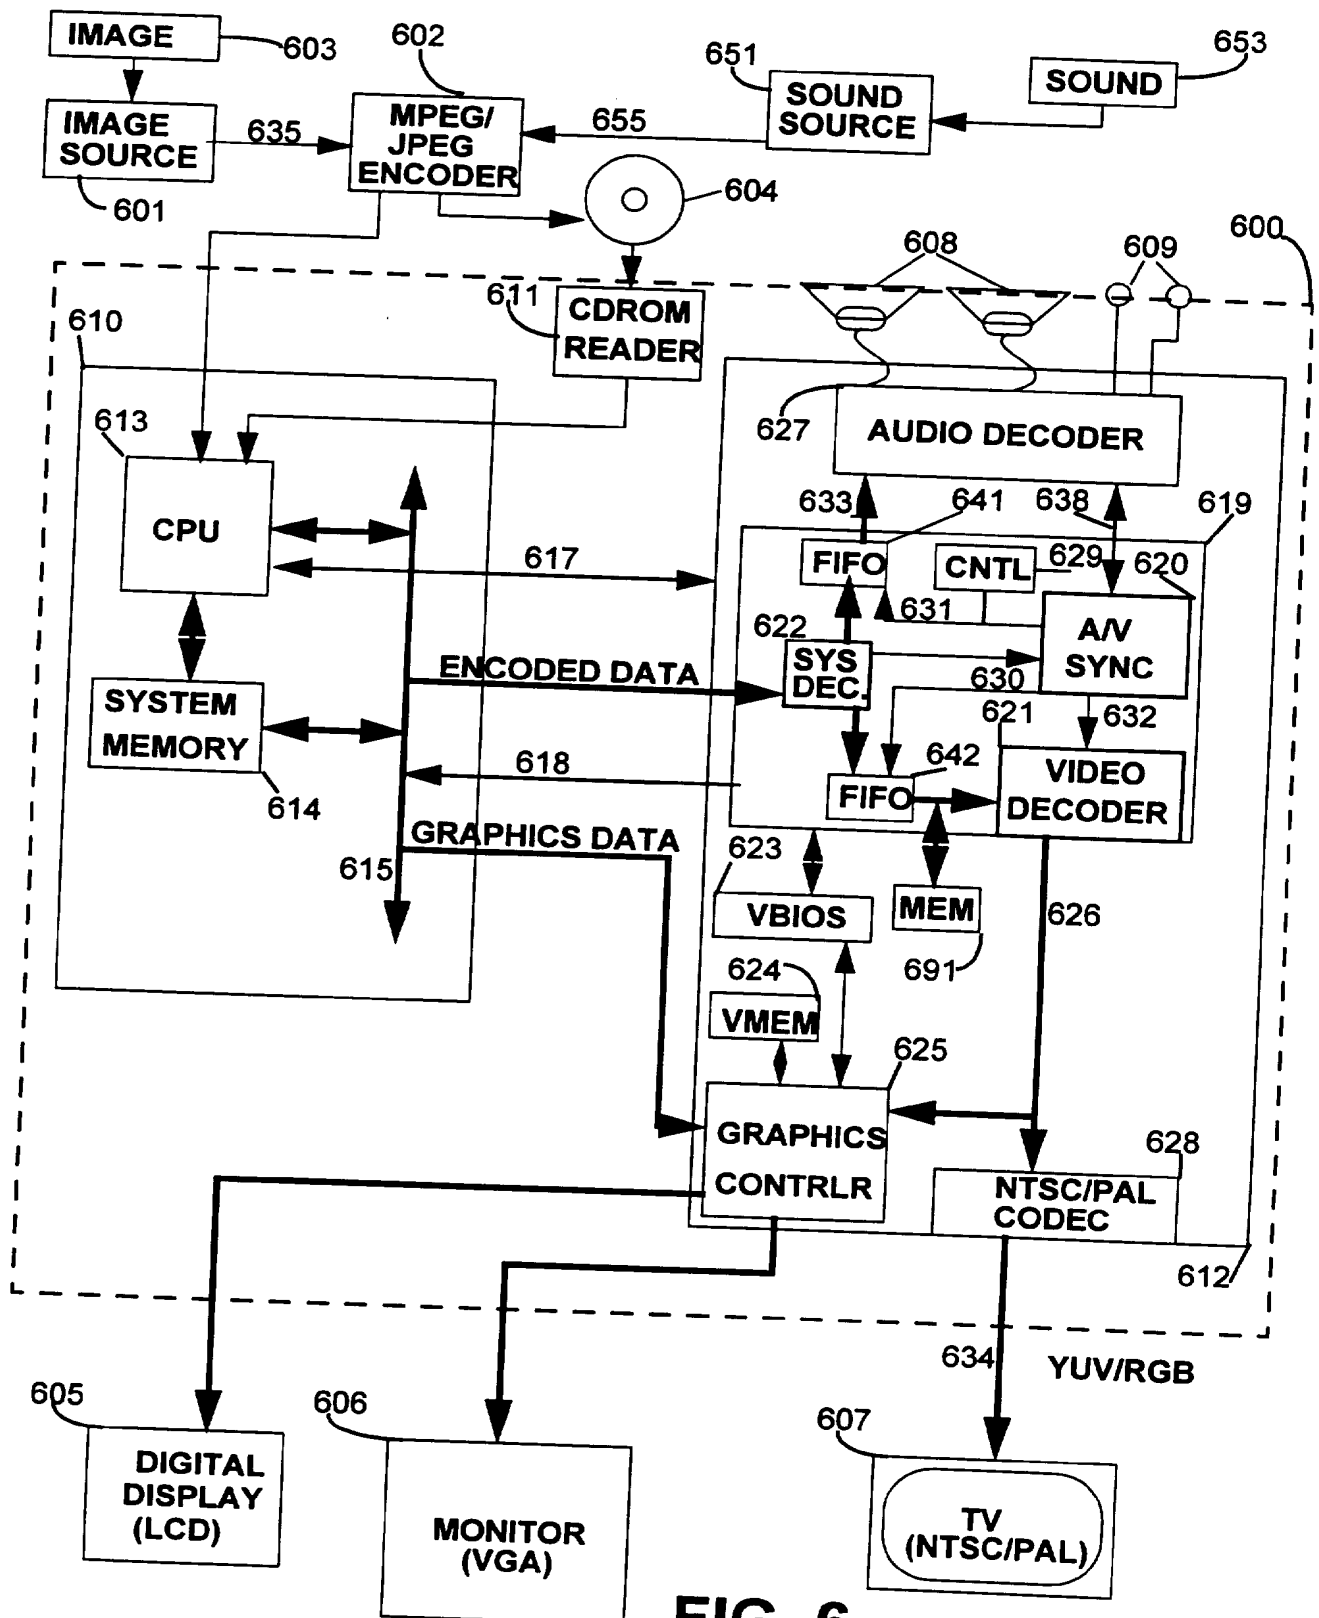 IMAGE
603
602
651
653
IMAGE
SOURCE
635
MPEG/
JPEG
ENCODER
655
SOUND
SOURCE
SOUND
601
604
608
609
600
610
611
CDROM
READER
613
627
AUDIO DECODER
CPU
633
641
638
619
617
FIFO
CNTL
629
620
631
622
A/V
SYNC
ENCODED DATA
SYS
DEC.
630
SYSTEM
MEMORY
621
632
618
642
VIDEO
DECODER
614
FIFO
GRAPHICS DATA
615
623
VBIOS
MEM
626
624
691
VMEM
625
GRAPHICS
CONTRLR
628
NTSC/PAL
CODEC
612
634
YUV/RGB
605
606
607
DIGITAL
DISPLAY
(LCD)
MONITOR
(VGA)
TV
(NTSC/PAL)
FIG. 6